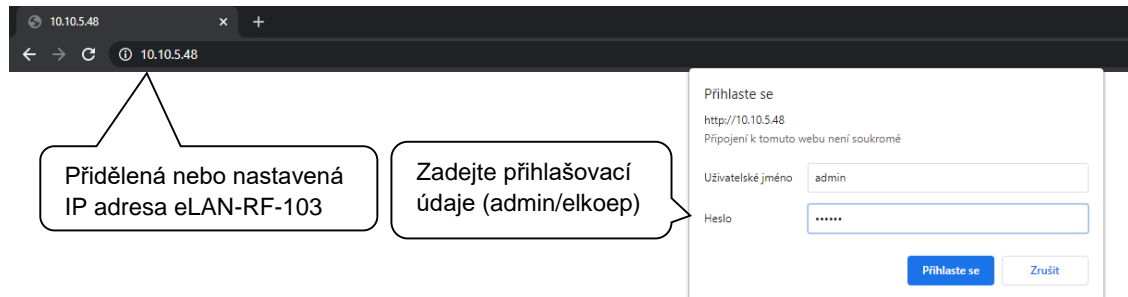 10.10.5.48
10.10.5.48
Přihlaste se
http://10.10.5.48
Připojení k tomuto webu není soukromé
Přidělená nebo nastavená
IP adresa eLAN-RF-103
Zadejte přihlašovací
údaje (admin/elkoep)
Uživatelské jméno admin
Heslo ••••••
Přihlaste se Zrušit